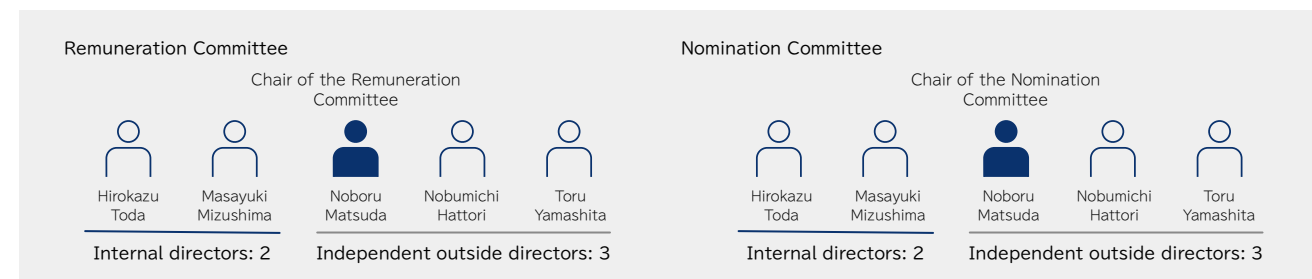 Remuneration Committee
Chair of the Remuneration
Committee
Hirokazu
Toda
Masayuki
Mizushima
Noboru
Matsuda
Nobumichi
Hattori
Toru
Yamashita
Internal directors: 2
Independent outside directors: 3
Nomination Committee
Chair of the Nomination
Committee
Hirokazu
Toda
Masayuki
Mizushima
Noboru
Matsuda
Nobumichi
Hattori
Toru
Yamashita
Internal directors: 2
Independent outside directors: 3